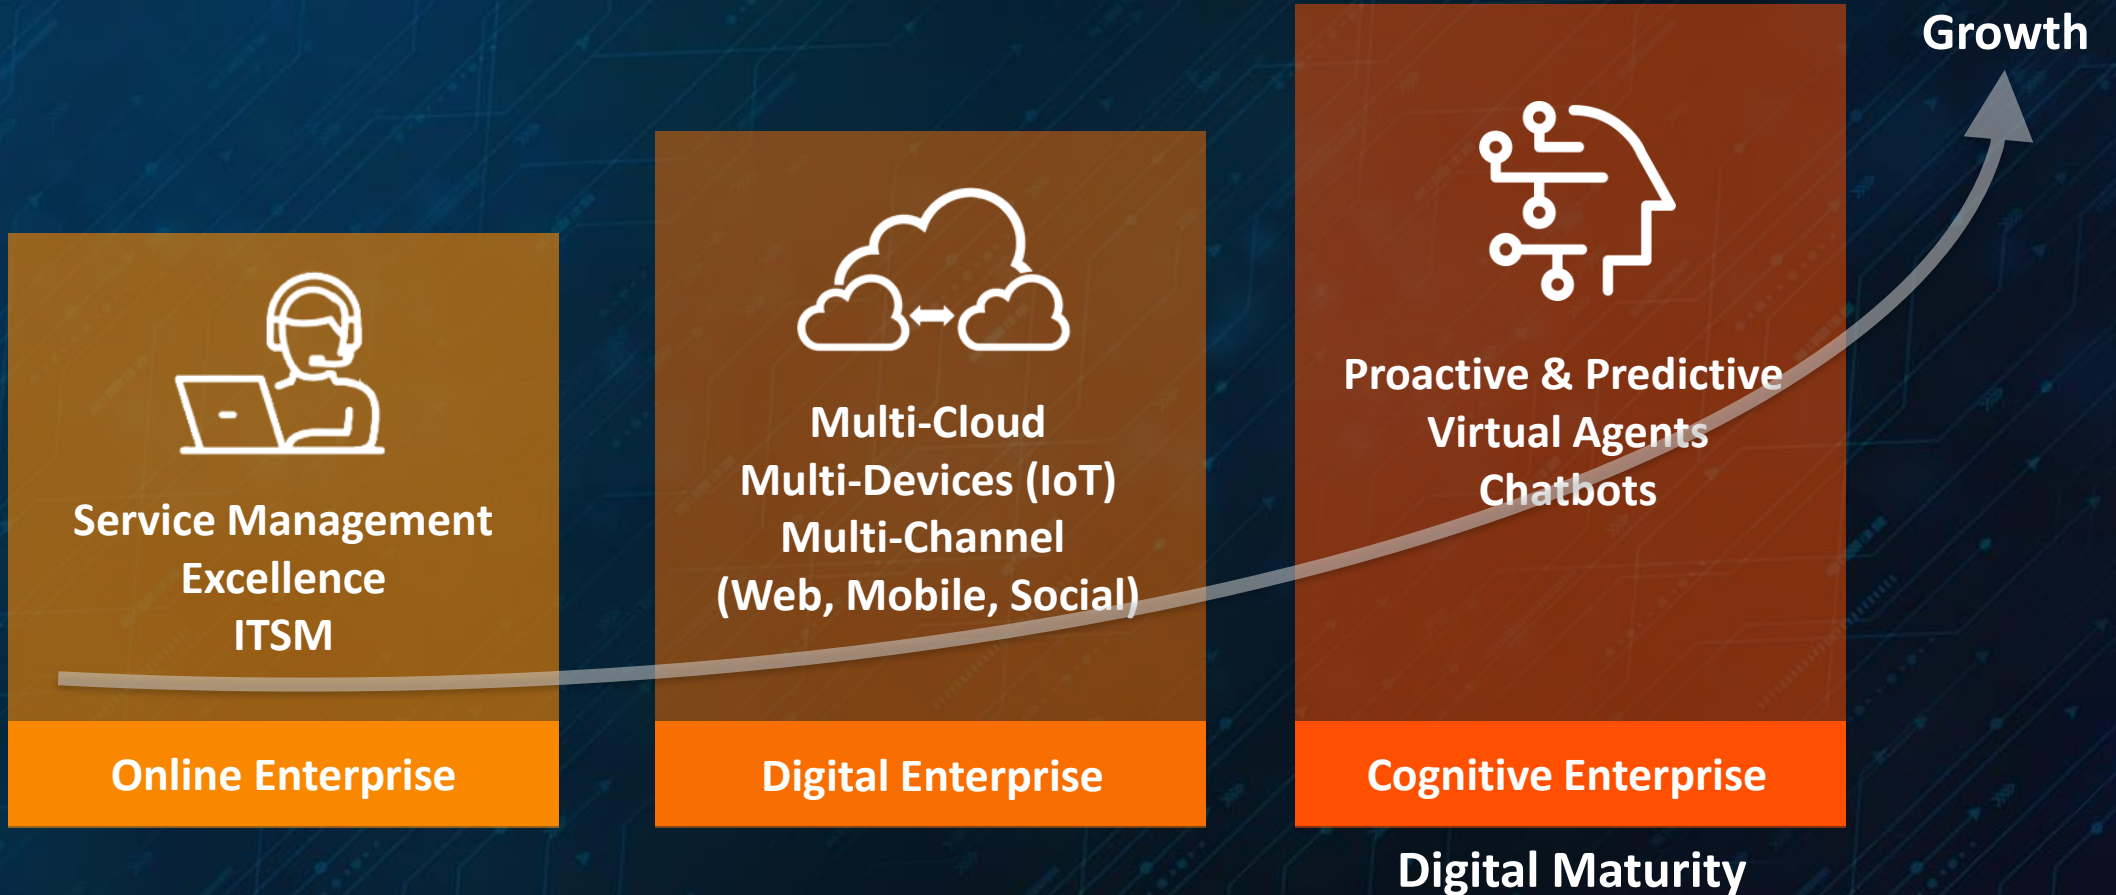 Growth
Service Management
Excellence
ITSM
Online Enterprise
Multi-Cloud
Multi-Devices (IoT)
Multi-Channel
(Web, Mobile, Social)
Digital Enterprise
Proactive & Predictive
Virtual Agents
Chatbots
Cognitive Enterprise
Digital Maturity